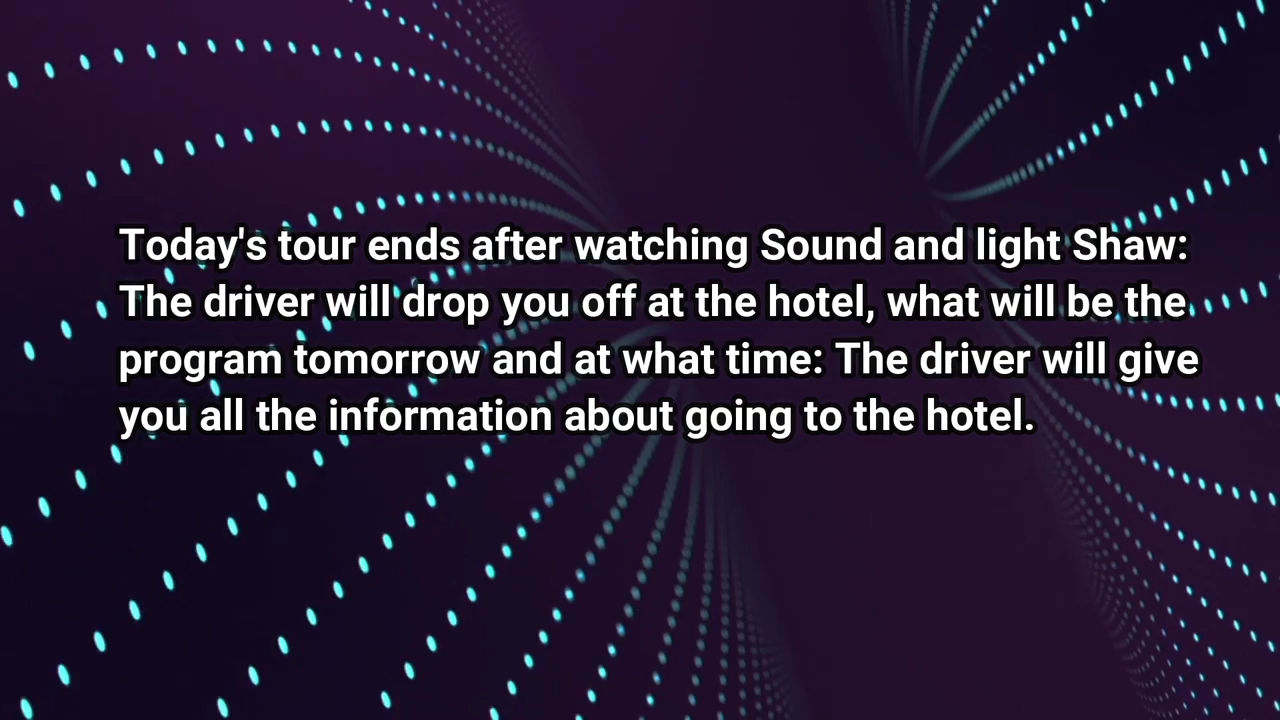 Today's tour ends after watching Sound and light Shaw:
The driver will drop you off at the hotel, what will be the
program tomorrow and at what time: The driver will give
you all the information about going to the hotel.